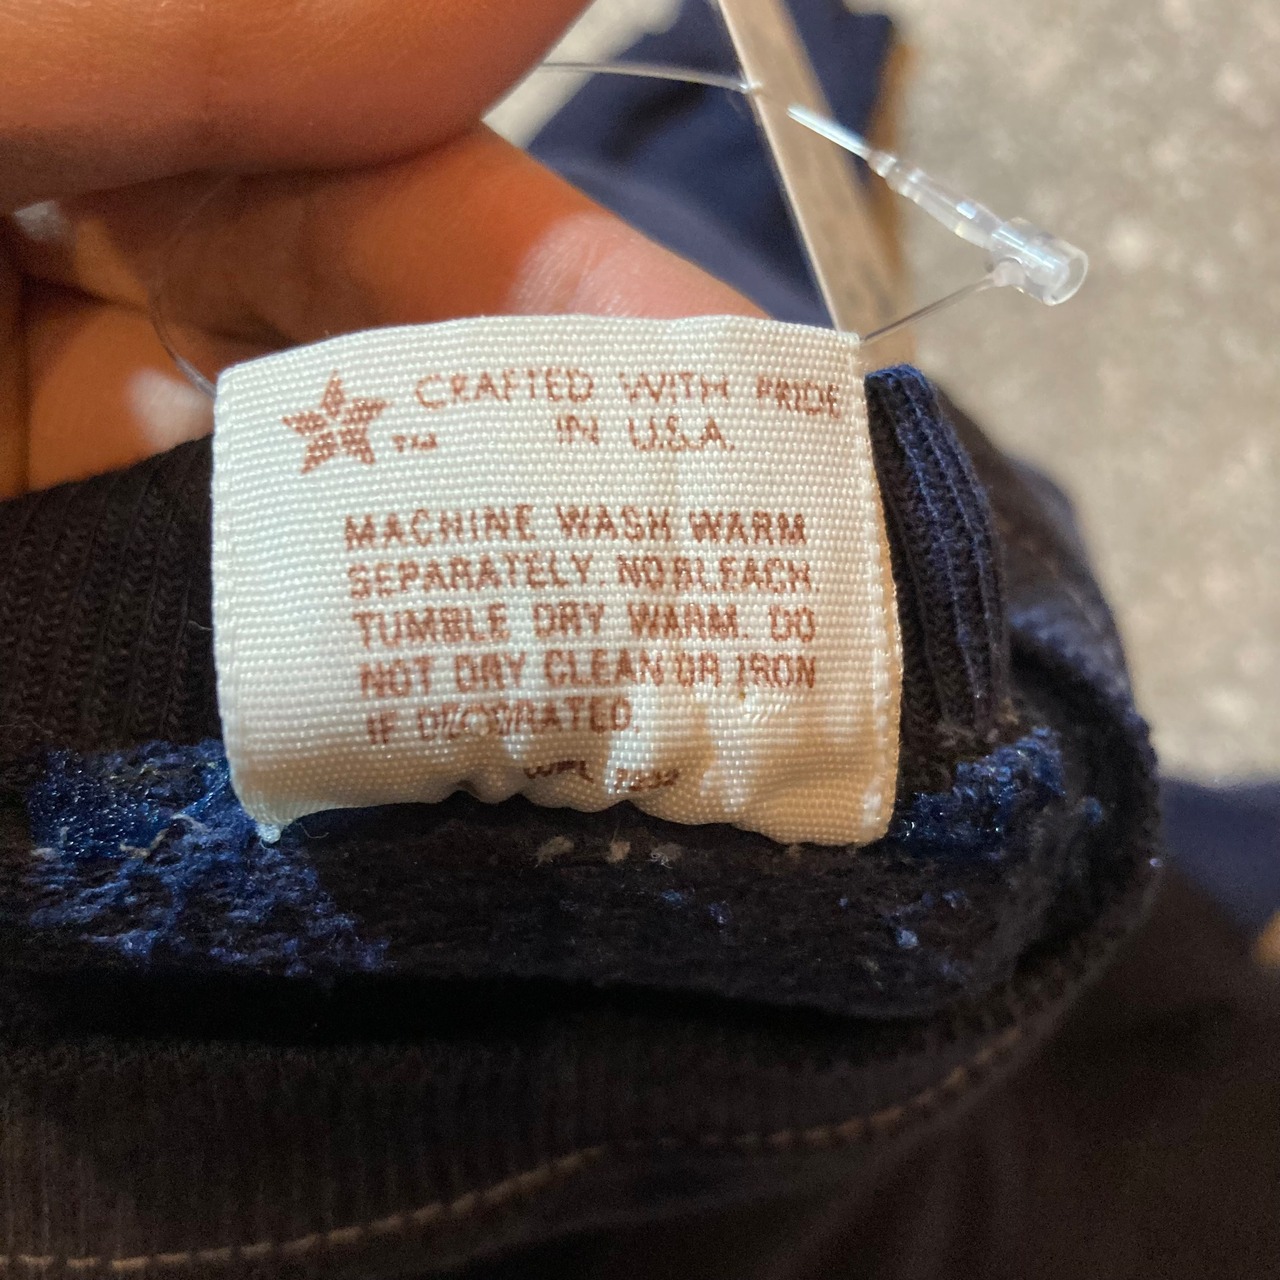 CRAFTED WITH PRIDE
TM
IN U.S.A.
MACHINE WASH WARM
SEPARATELY. NO BLEACH.
TUMBLE DRY WARM. DO
NOT DRY CLEAN OR IRON
IF DECORATED.
WPL